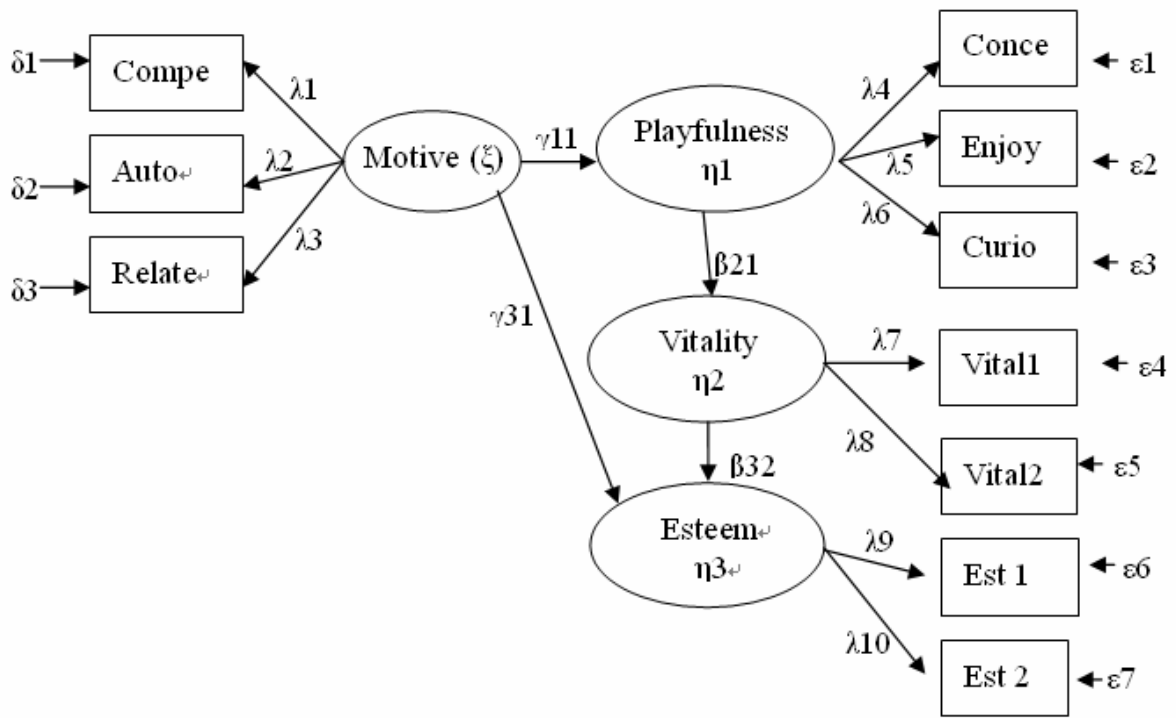 δ1
Compe
λ1
δ2
Auto
λ2
δ3
Relate
λ3
Motive (ξ)
γ11
γ31
Playfulness
η1
β21
Vitality
η2
β32
Esteem
η3
λ4
Conce
ε1
λ5
Enjoy
ε2
λ6
Curio
ε3
λ7
Vital1
ε4
λ8
Vital2
ε5
λ9
Est 1
ε6
λ10
Est 2
ε7